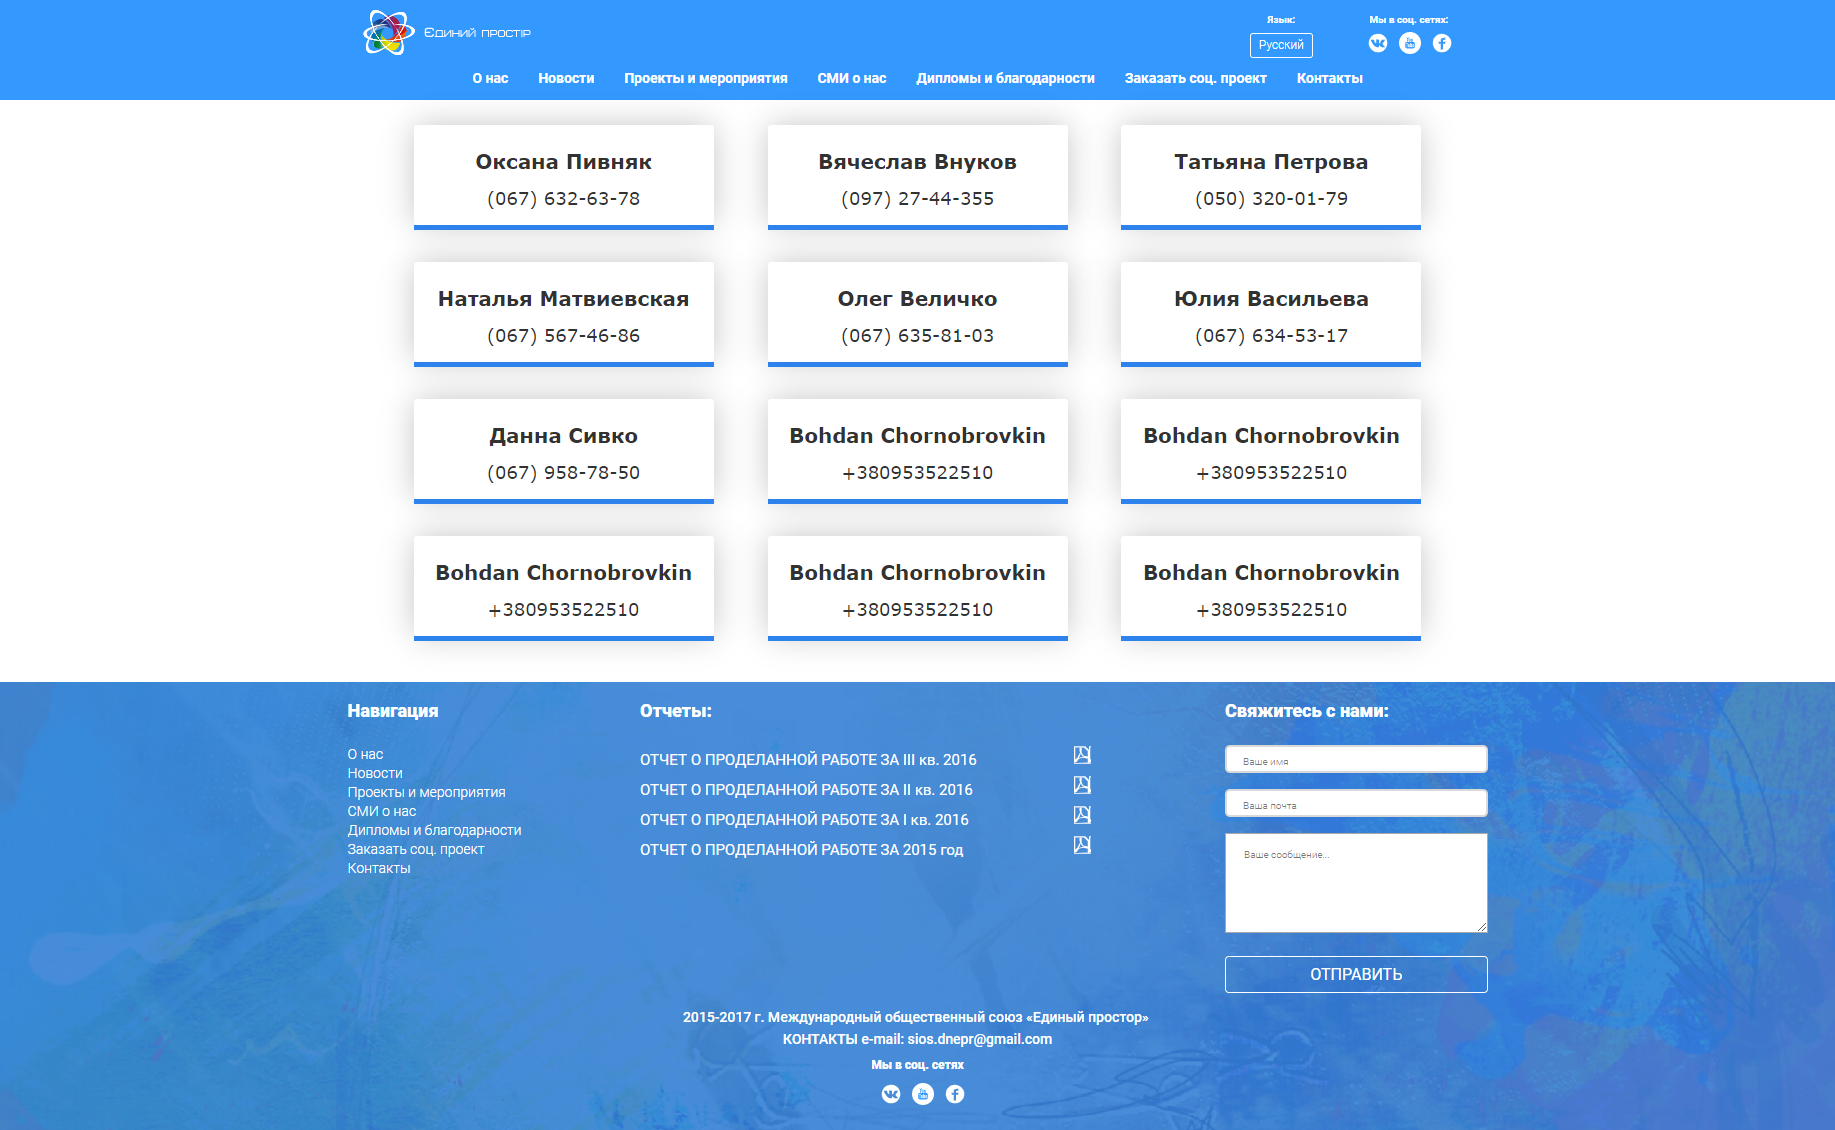 Єдиний простір
Язык:
Русский
Мы в соц. сетях:
О нас Новости Проекты и мероприятия СМИ о нас Дипломы и благодарности Заказать соц. проект Контакты
Оксана Пивняк
(067) 632-63-78
Вячеслав Внуков
(097) 27-44-355
Татьяна Петрова
(050) 320-01-79
Наталья Матвиевская
(067) 567-46-86
Олег Величко
(067) 635-81-03
Юлия Васильева
(067) 634-53-17
Данна Сивко
(067) 958-78-50
Bohdan Chornobrovkin
+380953522510
Bohdan Chornobrovkin
+380953522510
Bohdan Chornobrovkin
+380953522510
Bohdan Chornobrovkin
+380953522510
Bohdan Chornobrovkin
+380953522510
Навигация
О нас
Новости
Проекты и мероприятия
СМИ о нас
Дипломы и благодарности
Заказать соц. проект
Контакты
Отчеты:
ОТЧЕТ О ПРОДЕЛАННОЙ РАБОТЕ ЗА III кв. 2016
ОТЧЕТ О ПРОДЕЛАННОЙ РАБОТЕ ЗА II кв. 2016
ОТЧЕТ О ПРОДЕЛАННОЙ РАБОТЕ ЗА I кв. 2016
ОТЧЕТ О ПРОДЕЛАННОЙ РАБОТЕ ЗА 2015 год
Свяжитесь с нами:
Ваше имя
Ваша почта
Ваше сообщение...
ОТПРАВИТЬ
2015-2017 г. Международный общественный союз «Единый простор»
КОНТАКТЫ e-mail: sios.dnepr@gmail.com
Мы в соц. сетях